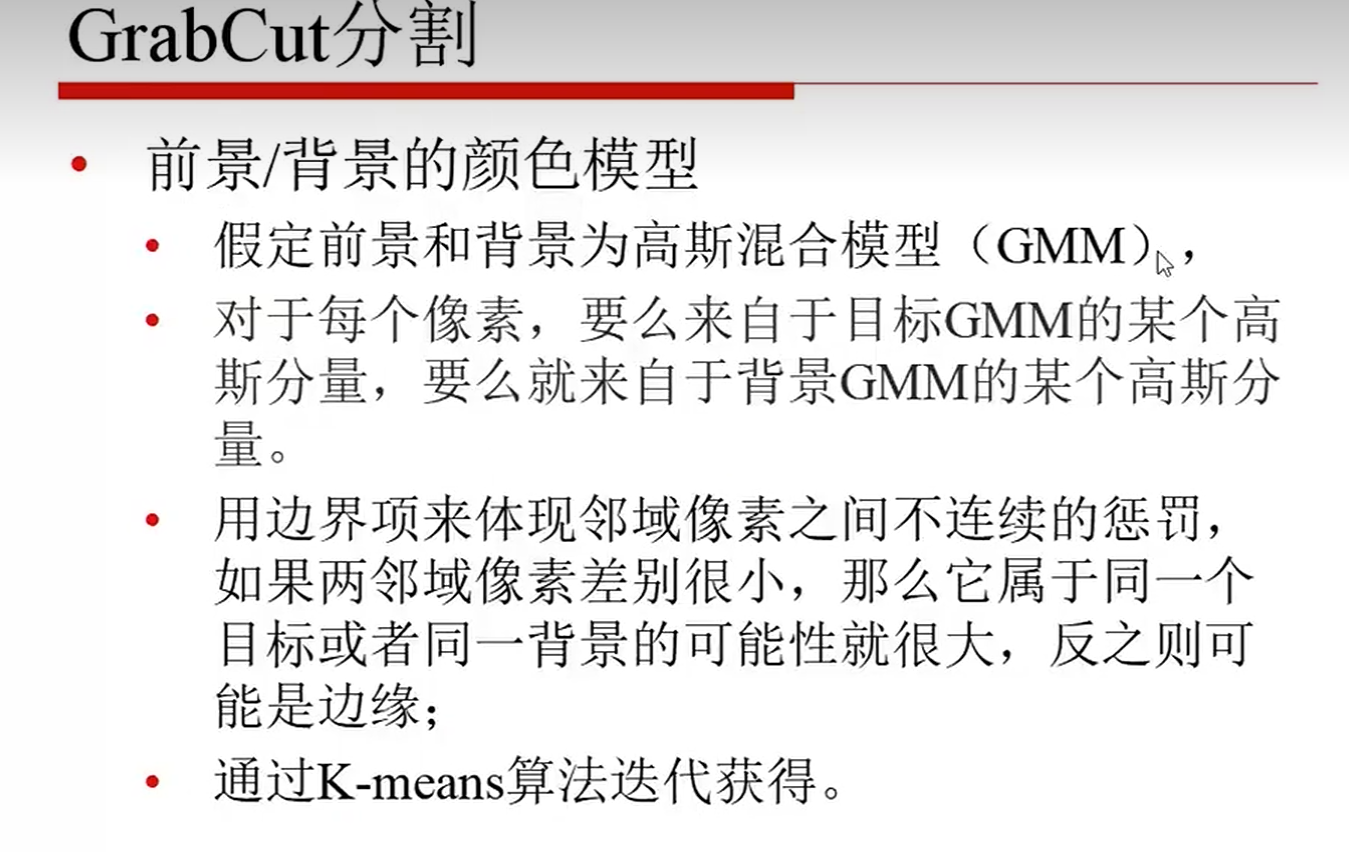 GrabCut分割
前景/背景的颜色模型
假定前景和背景为高斯混合模型（GMM），
对于每个像素，要么来自于目标GMM的某个高
斯分量，要么就来自于背景GMM的某个高斯分
量。
用边界项来体现邻域像素之间不连续的惩罚，
如果两邻域像素差别很小，那么它属于同一个
目标或者同一背景的可能性就很大，反之则可
能是边缘；
通过K-means算法迭代获得。